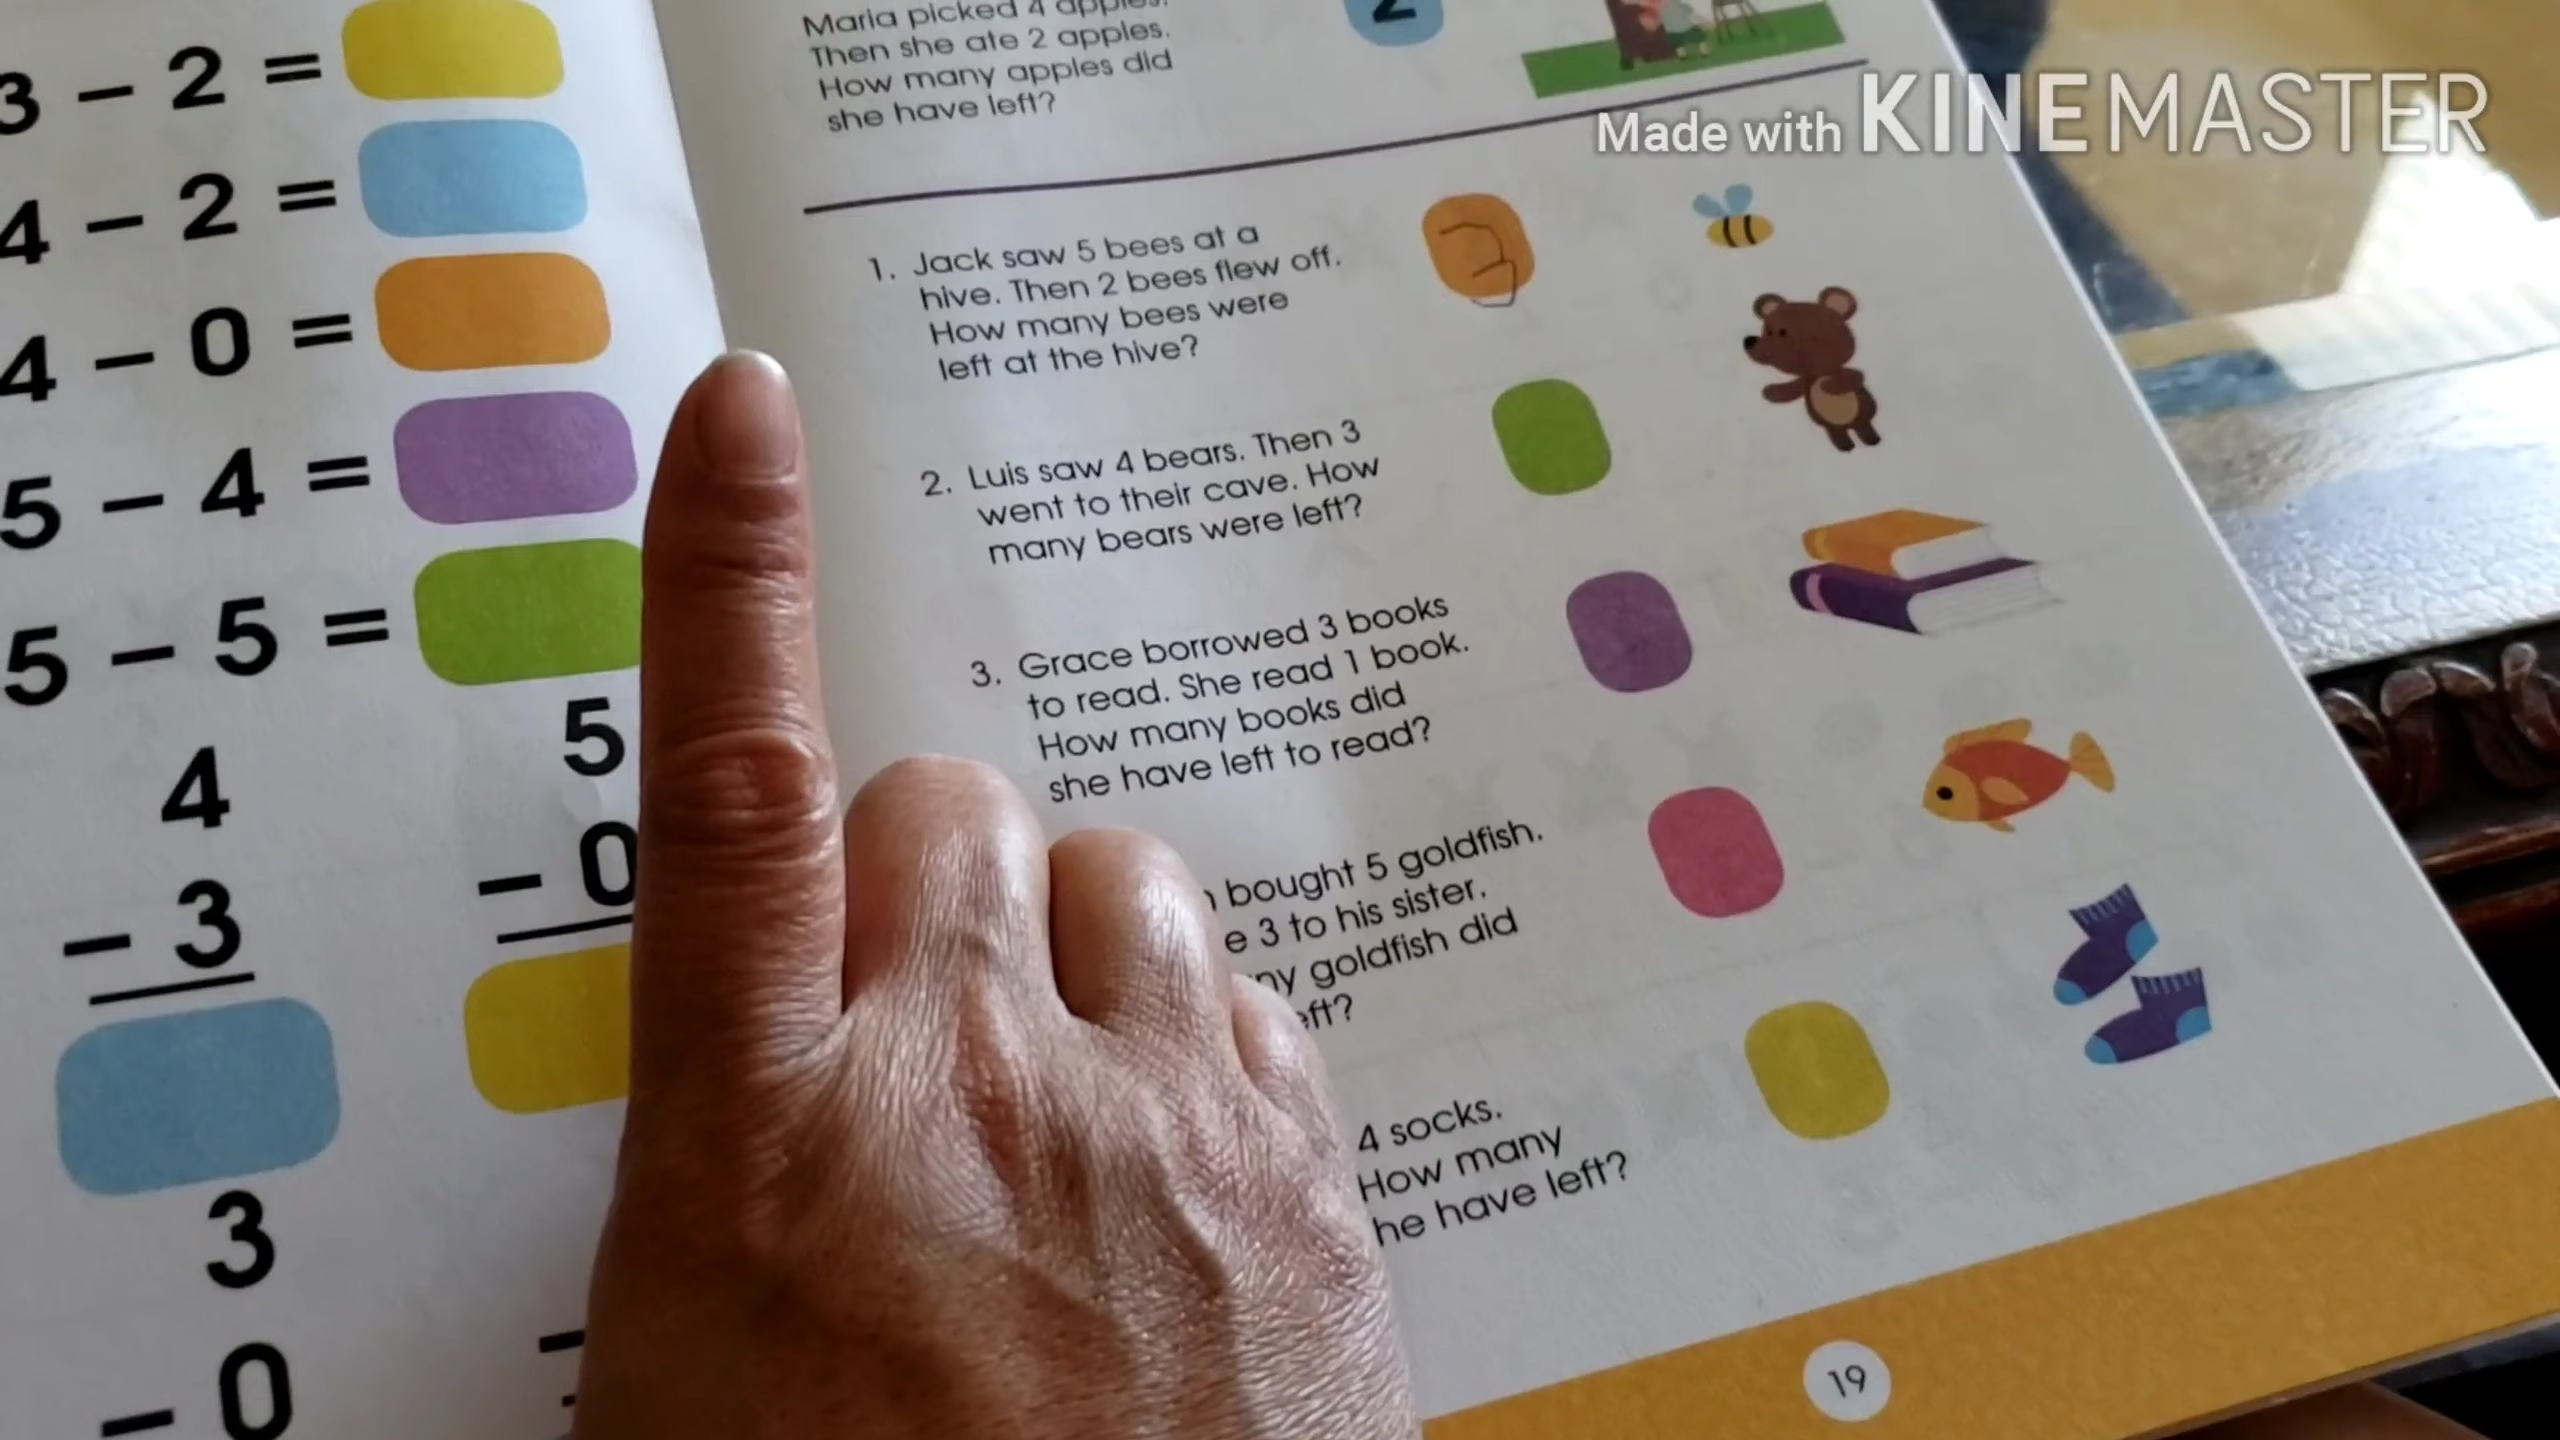 3 - 2 =
4 - 2 =
4 - 0 =
5 - 4 =
5 - 5 =
4
- 3
5
- 0
3
- 0
Maria picked 4 apples.
Then she ate 2 apples.
How many apples did
she have left?
2
Made with KINEMASTER
1. Jack saw 5 bees at a
hive. Then 2 bees flew off.
How many bees were
left at the hive?
3
2. Luis saw 4 bears. Then 3
went to their cave. How
many bears were left?
3. Grace borrowed 3 books
to read. She read 1 book.
How many books did
she have left to read?
bought 5 goldfish.
3 to his sister.
goldfish did
4 socks.
How many
he have left?
19